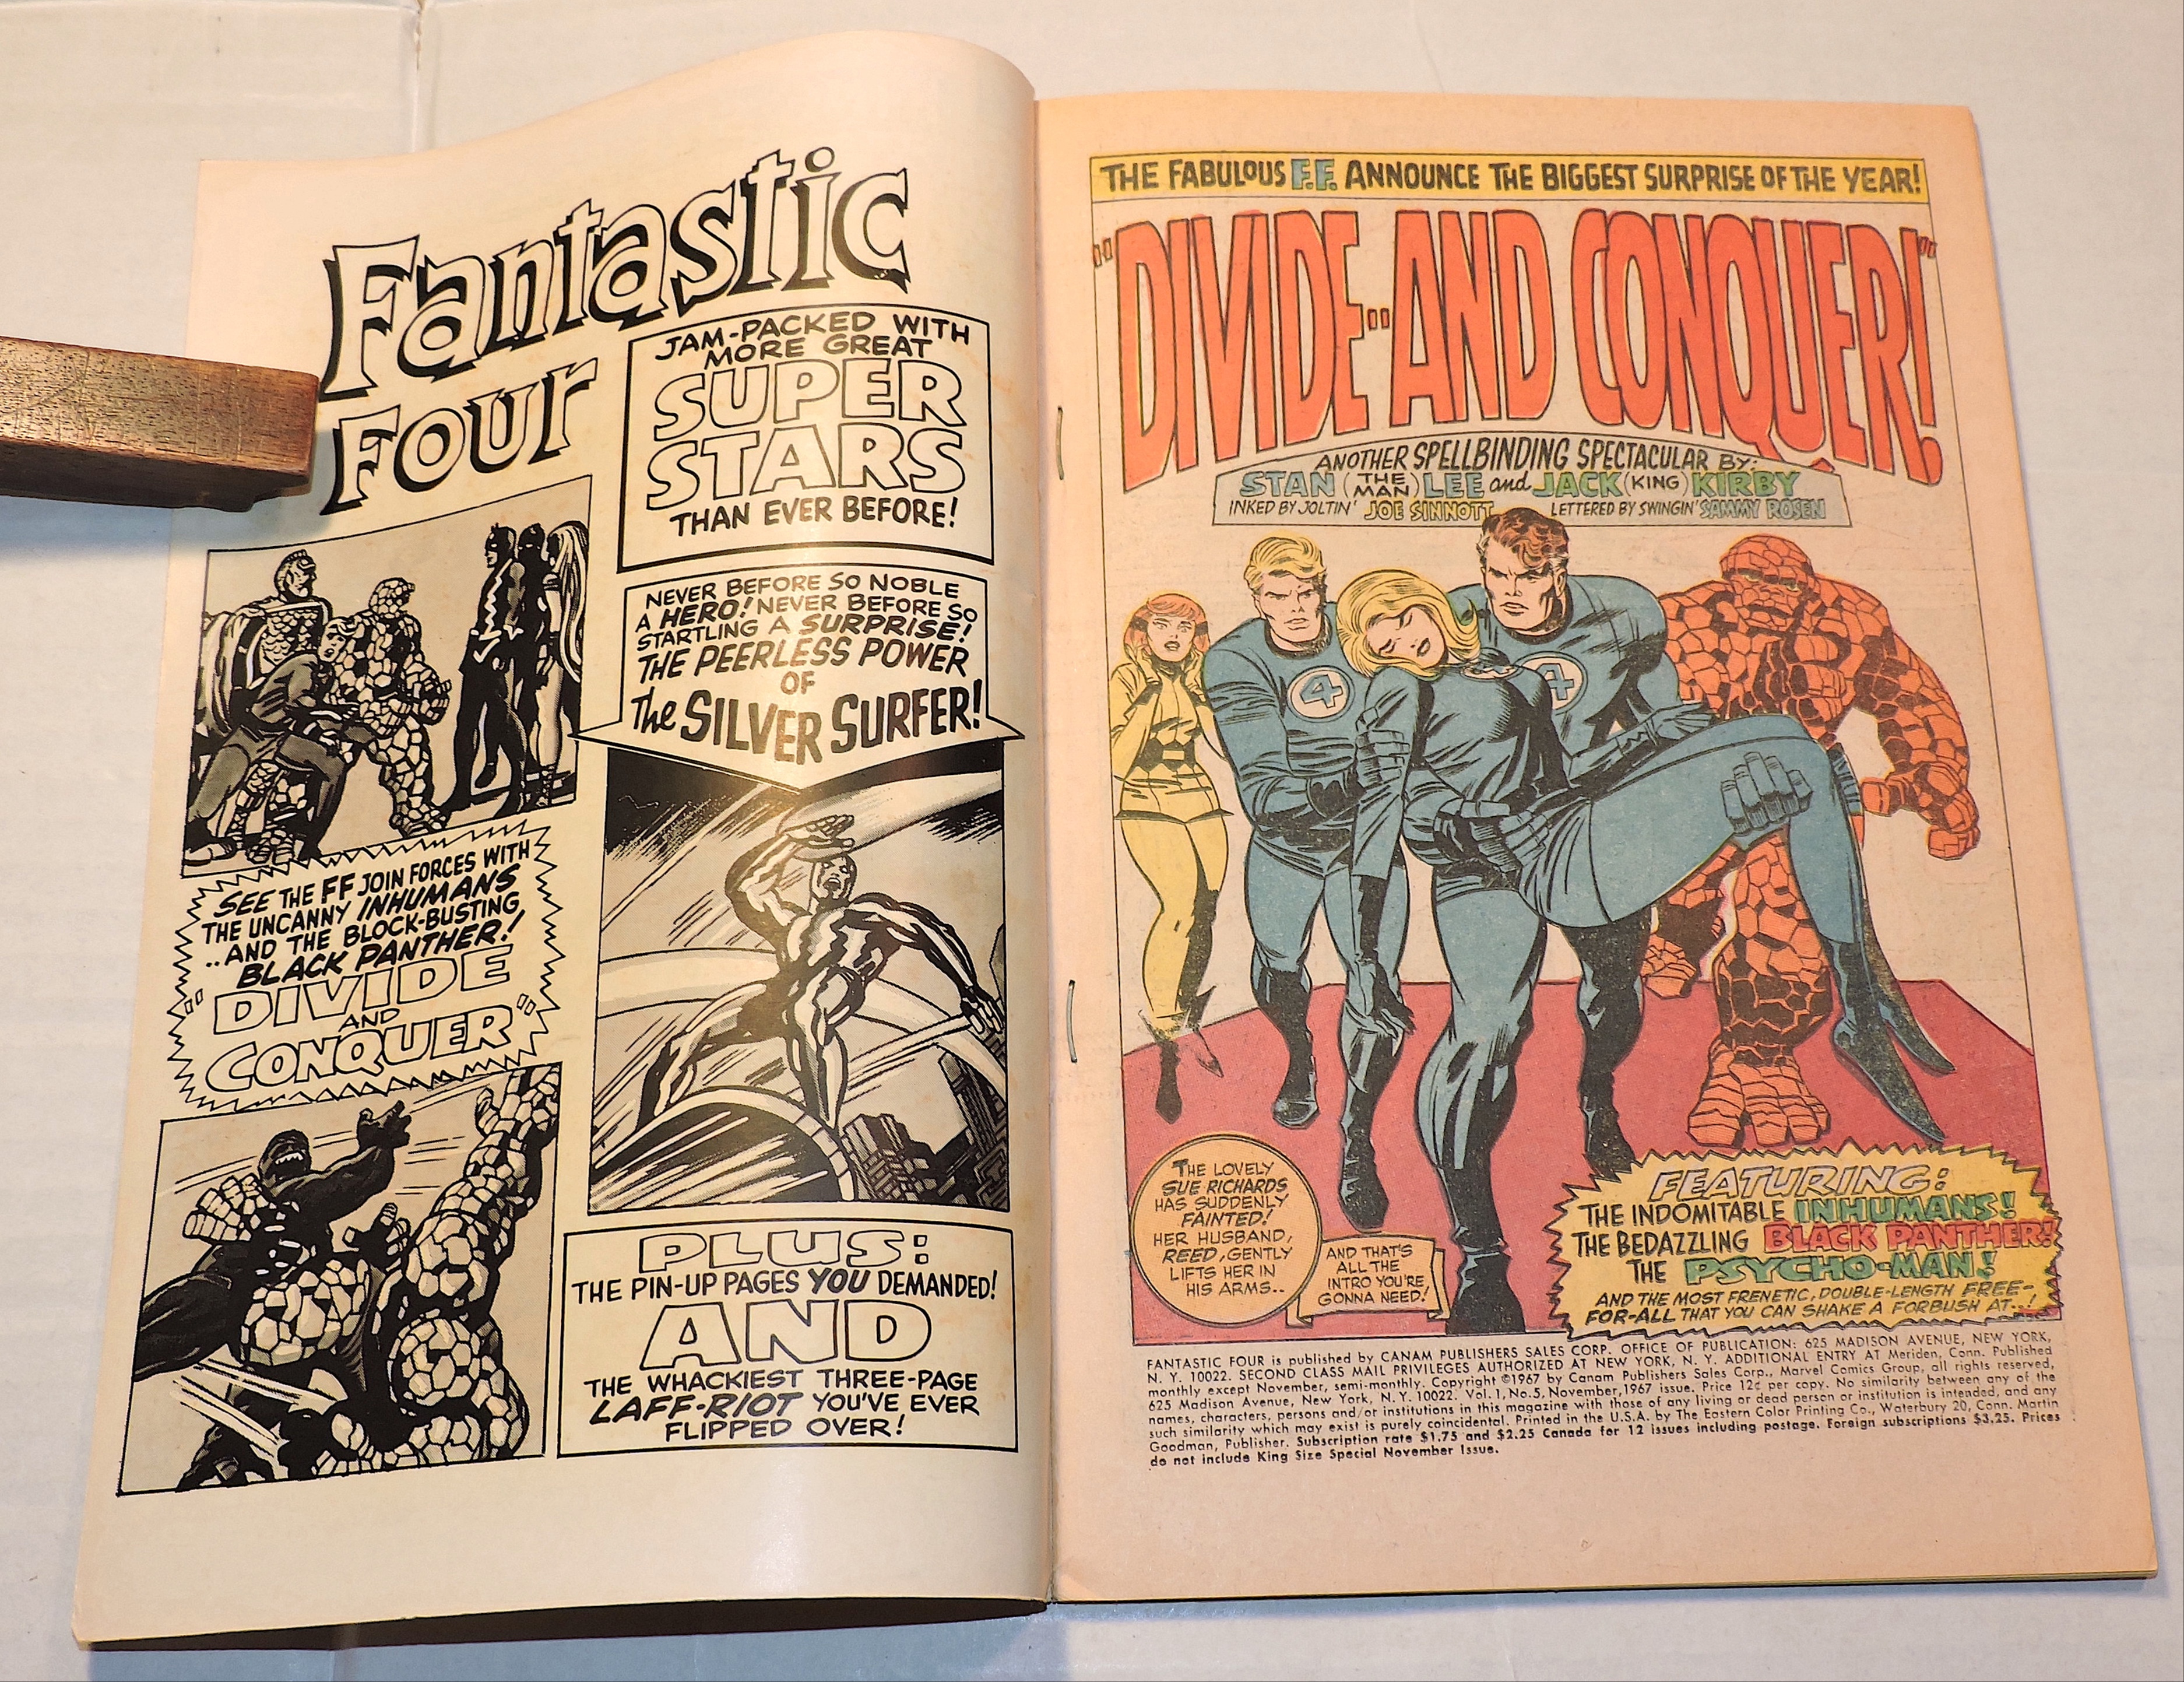 Fantastic
Four
JAM-PACKED WITH
MORE GREAT
SUPER
STARS
THAN EVER BEFORE!
NEVER BEFORE SO NOBLE
A HERO! NEVER BEFORE SO
STARTLING A SURPRISE!
THE PEERLESS POWER
OF
The SILVER SURFER!
SEE THE FF JOIN FORCES WITH
THE UNCANNY INHUMANS
..AND THE BLOCK-BUSTING
BLACK PANTHER!
"DIVIDE
AND
CONQUER"
PLUS:
THE PIN-UP PAGES YOU DEMANDED!
AND
THE WHACKIEST THREE-PAGE
LAFF-RIOT YOU'VE EVER
FLIPPED OVER!
THE FABULOUS F.F. ANNOUNCE THE BIGGEST SURPRISE OF THE YEAR!
"DIVIDE--AND CONQUER!"
ANOTHER SPELLBINDING SPECTACULAR BY:
STAN (THE MAN) LEE and JACK (KING) KIRBY
INKED BY JOLTIN' JOE SINNOTT LETTERED BY SWINGIN' SAMMY ROSEN
4
4
THE LOVELY
SUE RICHARDS
HAS SUDDENLY
FAINTED!
HER HUSBAND,
REED, GENTLY
LIFTS HER IN
HIS ARMS..
AND THAT'S
ALL THE
INTRO YOU'RE
GONNA NEED!
FEATURING:
THE INDOMITABLE INHUMANS!
THE BEDAZZLING BLACK PANTHER!
THE PSYCHO-MAN!
AND THE MOST FRENETIC, DOUBLE-LENGTH FREE-
FOR-ALL THAT YOU CAN SHAKE A FORBUSH AT...!
FANTASTIC FOUR is published by CANAM PUBLISHERS SALES CORP. OFFICE OF PUBLICATION: 625 MADISON AVENUE, NEW YORK,
N. Y. 10022. SECOND CLASS MAIL PRIVILEGES AUTHORIZED AT NEW YORK, N. Y. ADDITIONAL ENTRY AT Meriden, Conn. Published
monthly except November, semi-monthly. Copyright ©1967 by Canam Publishers Sales Corp., Marvel Comics Group, all rights reserved,
625 Madison Avenue, New York, N. Y. 10022. Vol. 1, No. 5, November, 1967 issue. Price 12¢ per copy. No similarity between any of the
names, characters, persons and/or institutions in this magazine with those of any living or dead person or institution is intended, and any
such similarity which may exist is purely coincidental. Printed in the U.S.A. by The Eastern Color Printing Co., Waterbury 20, Conn. Martin
Goodman, Publisher. Subscription rate $1.75 and $2.25 Canada for 12 issues including postage. Foreign subscriptions $3.25. Prices
do not include King Size Special November Issue.